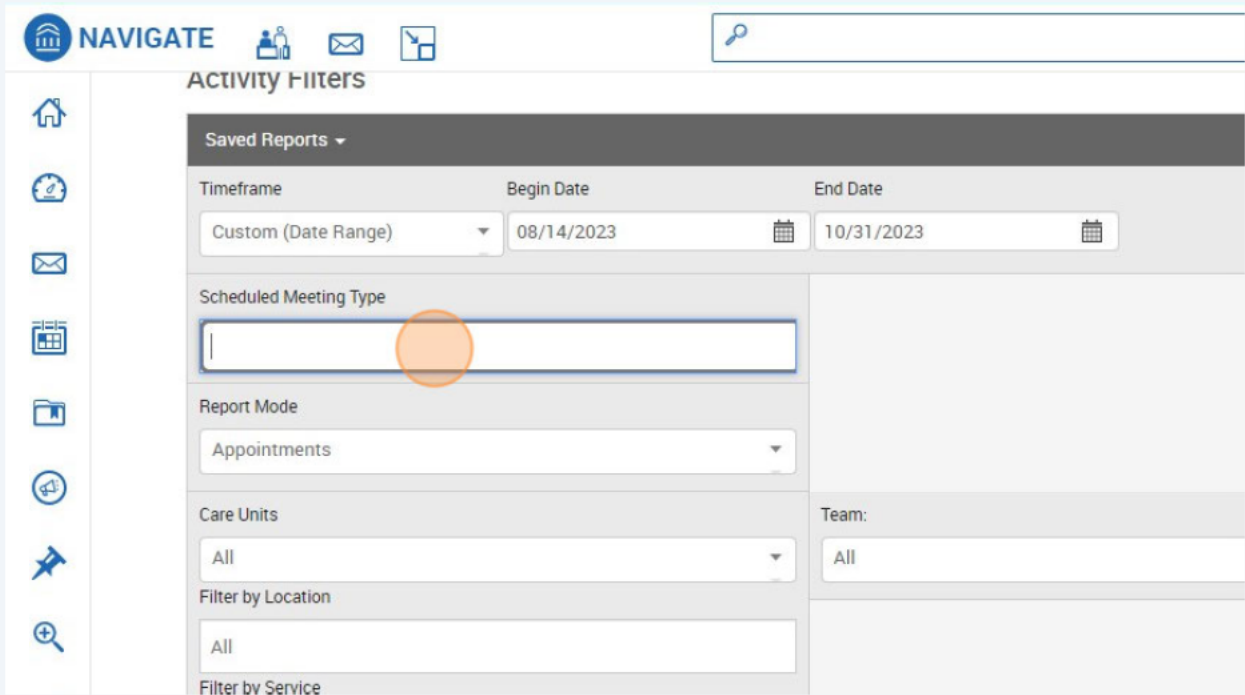 NAVIGATE
Activity Filters
Saved Reports
Timeframe Begin Date End Date
Custom (Date Range) 08/14/2023 10/31/2023
Scheduled Meeting Type
Report Mode
Appointments
Care Units Team:
All All
Filter by Location
All
Filter by Service